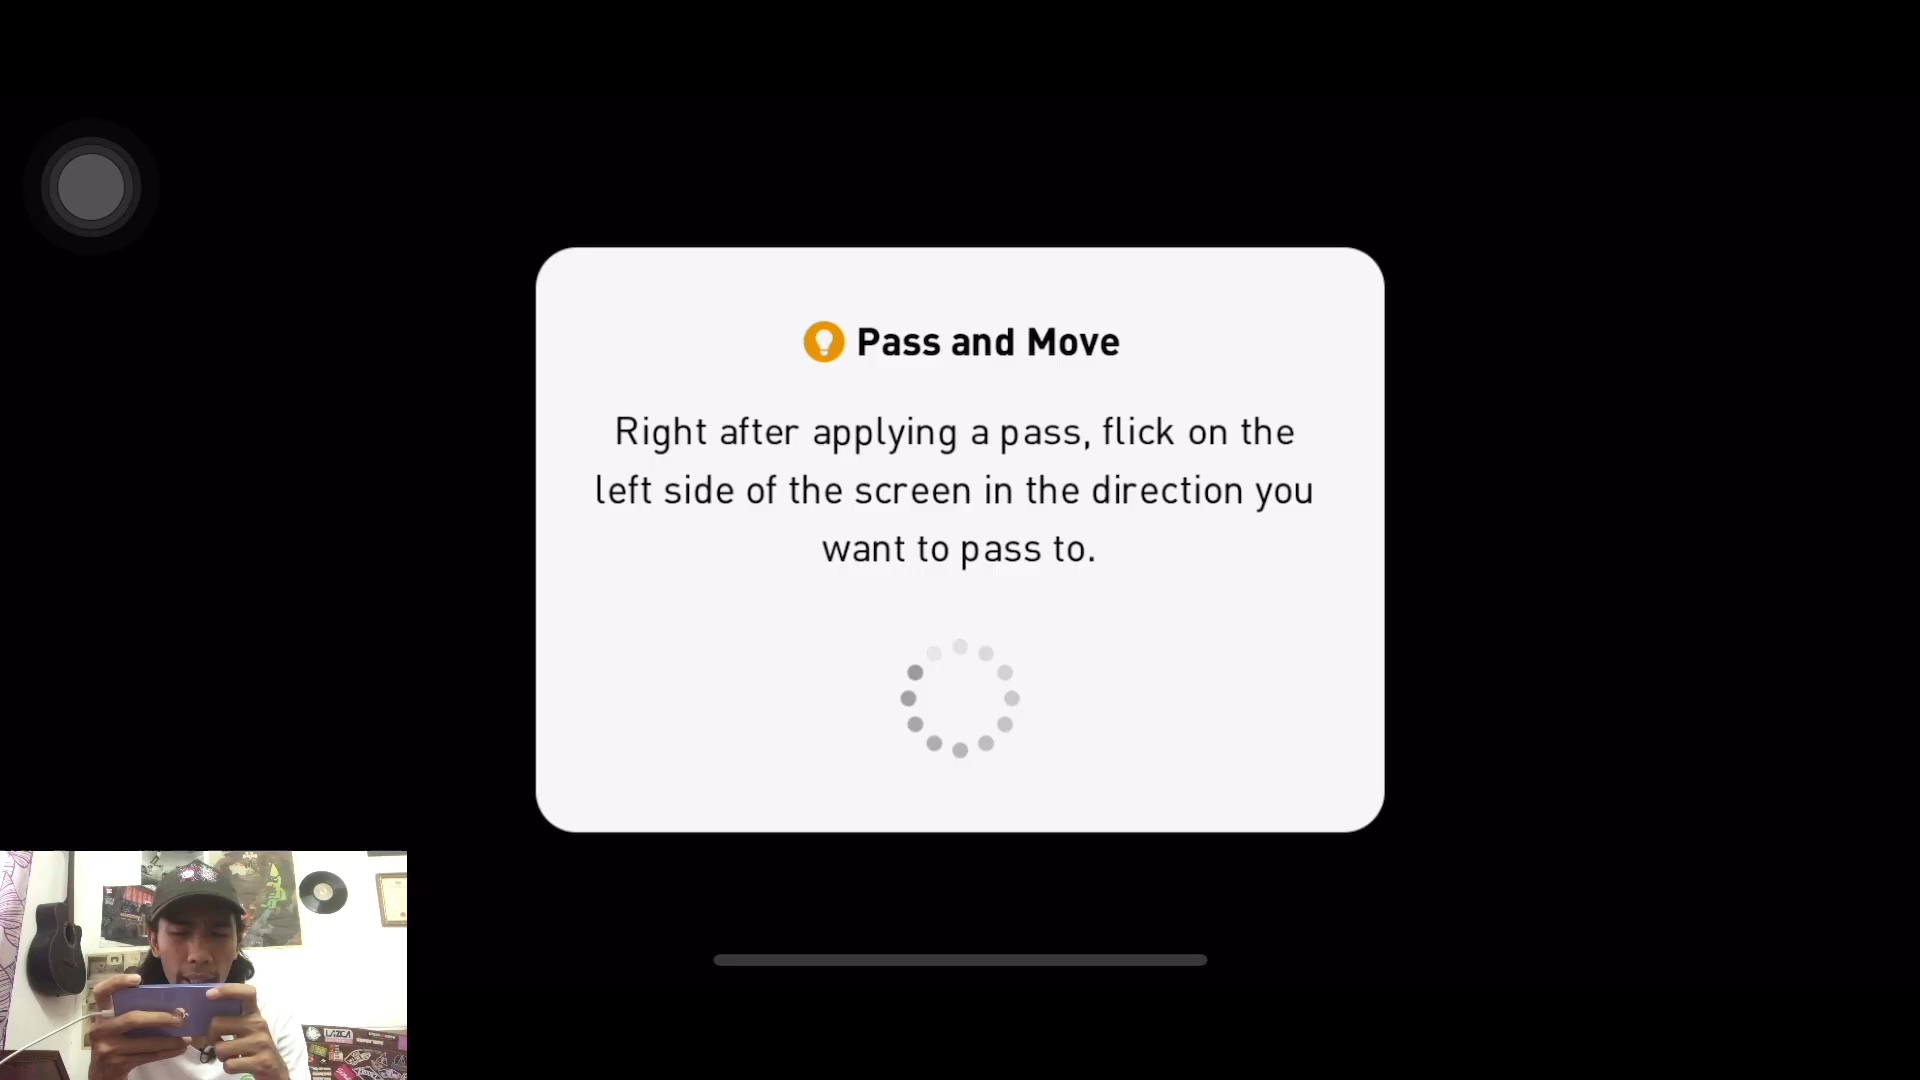 Pass and Move
Right after applying a pass, flick on the
left side of the screen in the direction you
want to pass to.
LAZCA